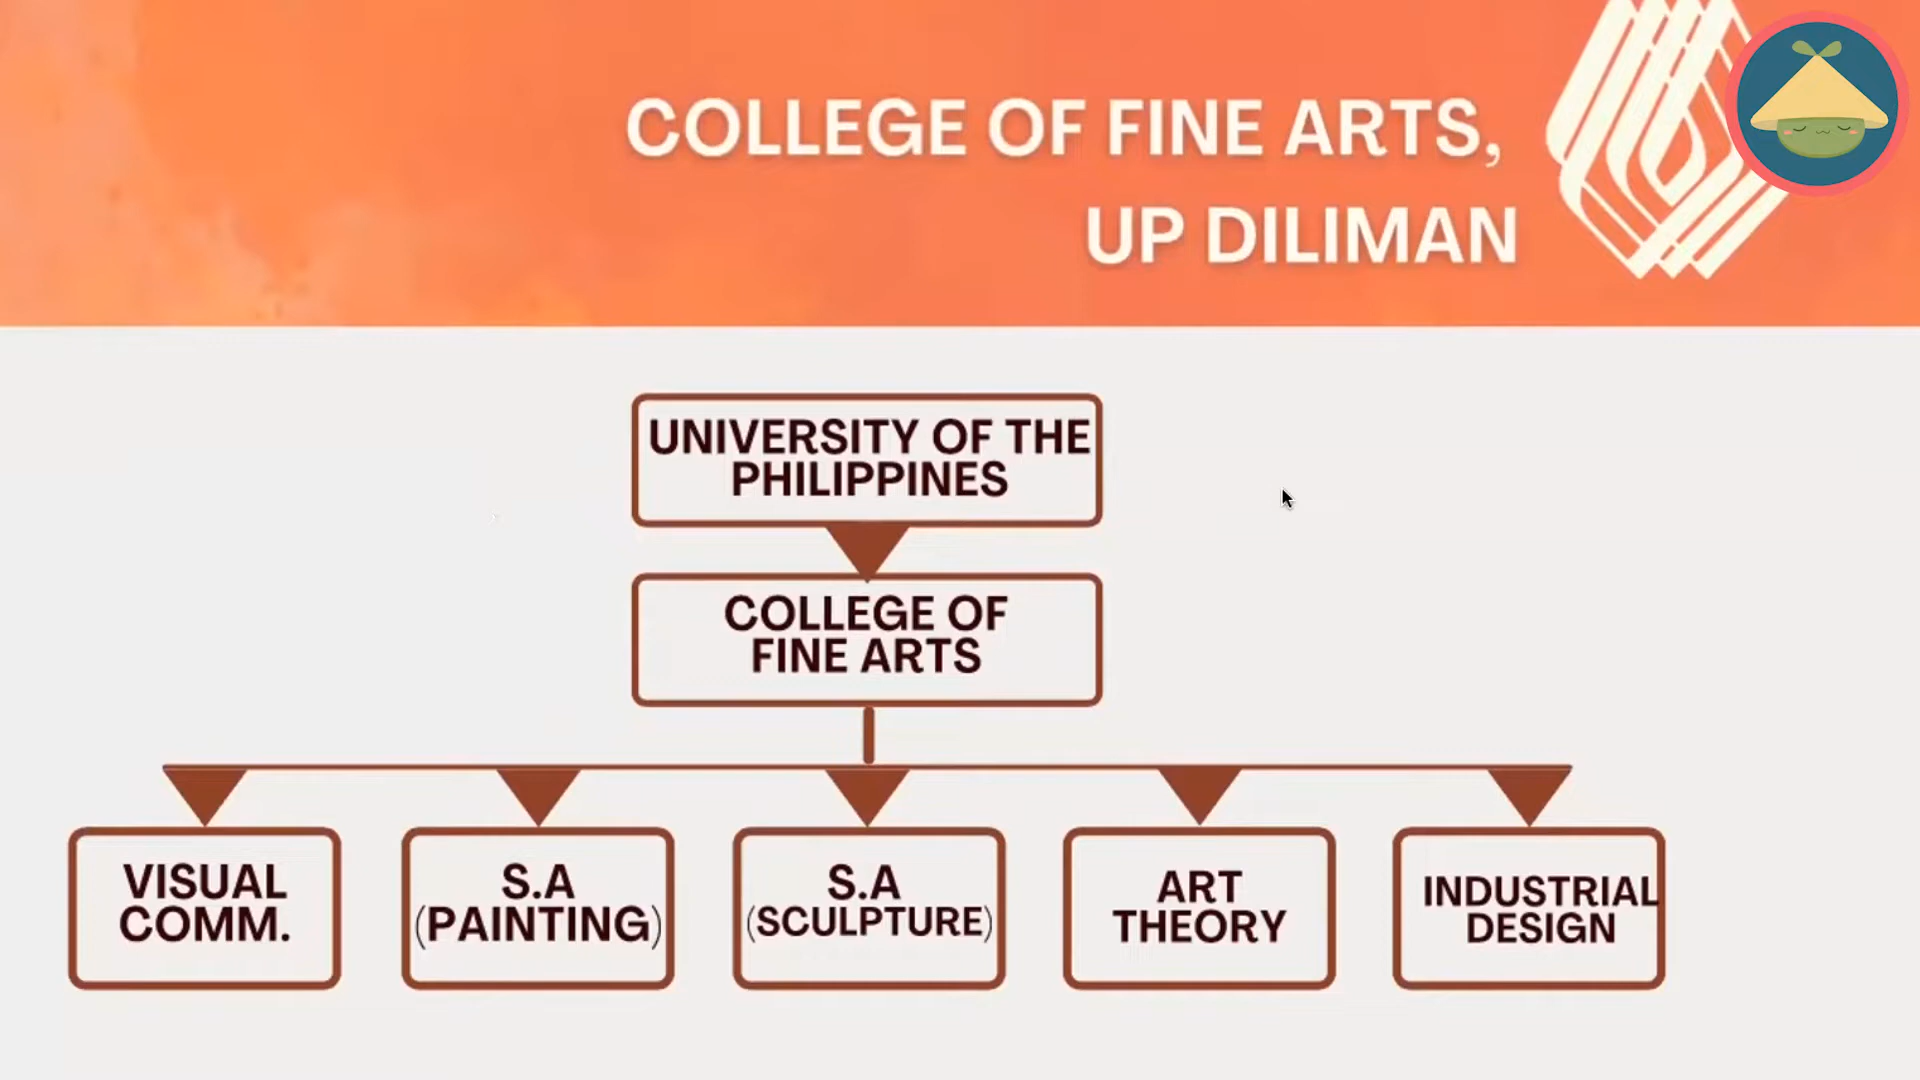 COLLEGE OF FINE ARTS,
UP DILIMAN
UNIVERSITY OF THE
PHILIPPINES
COLLEGE OF
FINE ARTS
VISUAL
COMM.
S.A
(PAINTING)
S.A
(SCULPTURE)
ART
THEORY
INDUSTRIAL
DESIGN